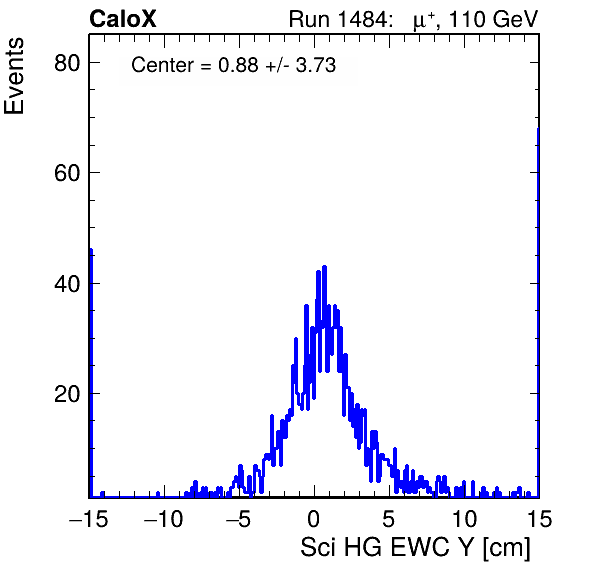 CaloX Run 1484: μ⁺, 110 GeV
Center = 0.88 +/- 3.73
Events
80
60
40
20
−15 −10 −5 0 5 10 15
Sci HG EWC Y [cm]